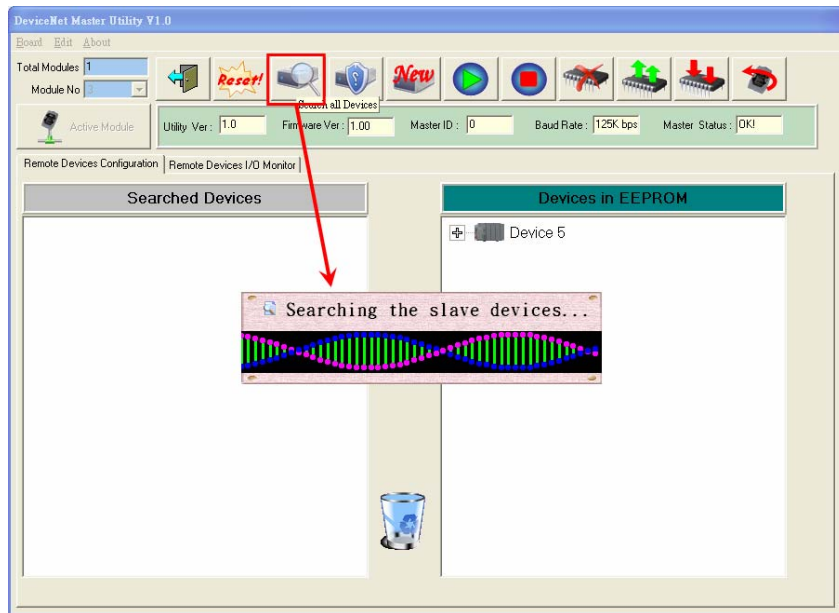 DeviceNet Master Utility V1.0
Board Edit About
Total Modules 1
Module No 3
Reset!
New
Search all Devices
Active Module
Utility Ver : 1.0 Firmware Ver : 1.00 Master ID : 0 Baud Rate : 125K bps Master Status : OK!
Remote Devices Configuration Remote Devices I/O Monitor
Searched Devices Devices in EEPROM
Device 5
Searching the slave devices...